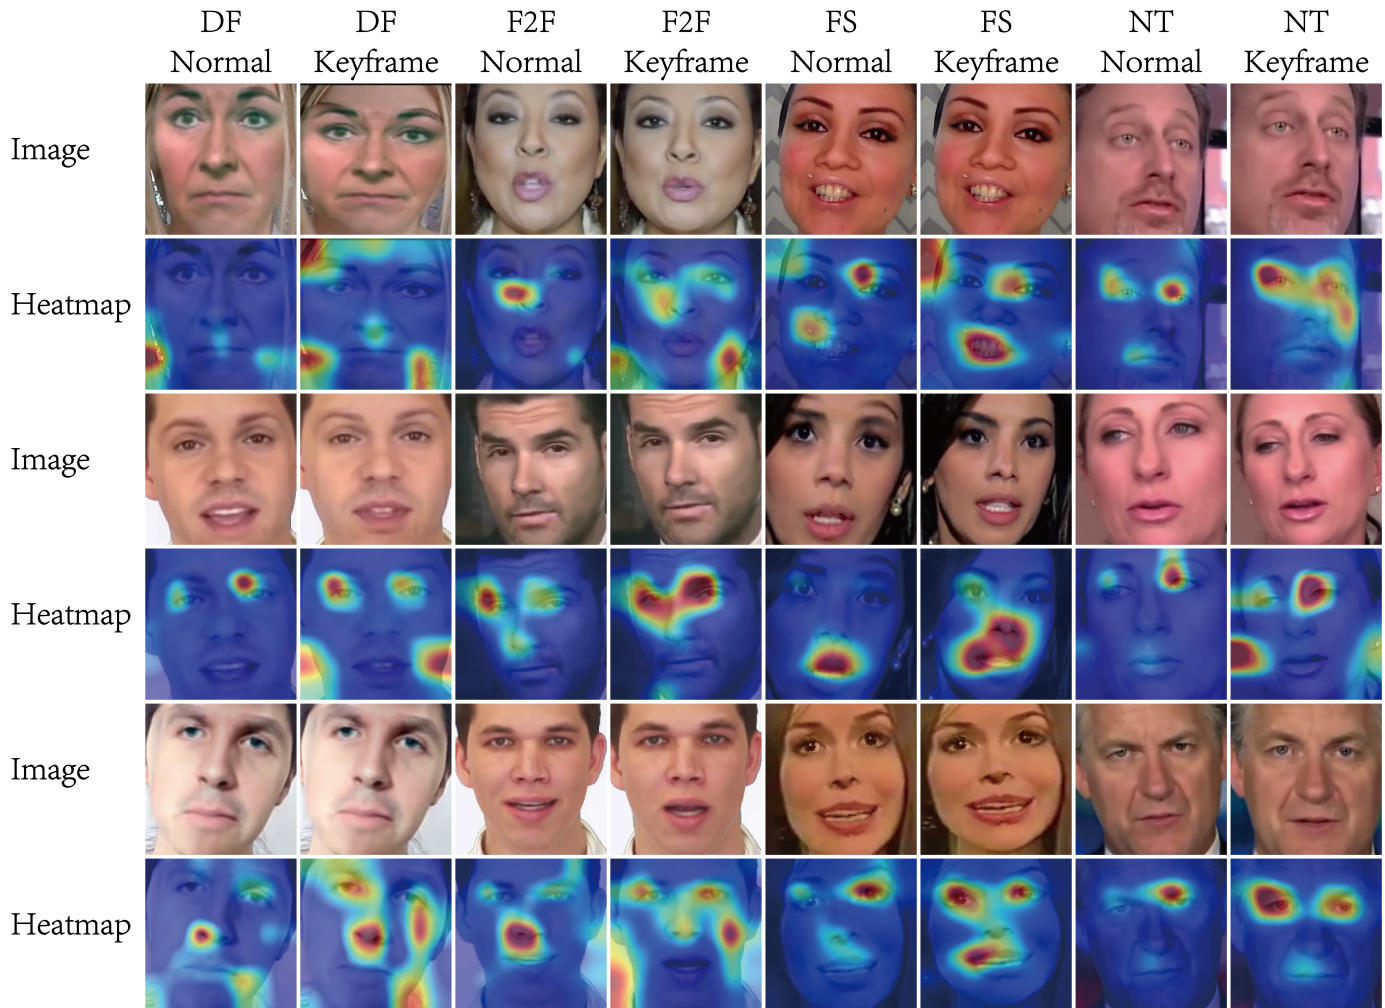 DF DF F2F F2F FS FS NT NT
Normal Keyframe Normal Keyframe Normal Keyframe Normal Keyframe
Image
Heatmap
Image
Heatmap
Image
Heatmap